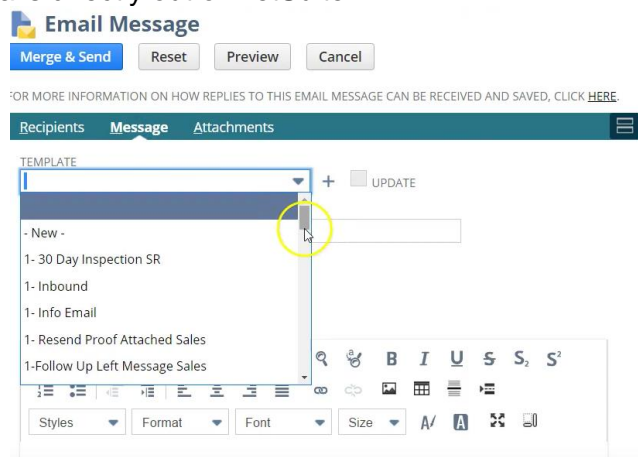 Email Message
Merge & Send Reset Preview Cancel
FOR MORE INFORMATION ON HOW REPLIES TO THIS EMAIL MESSAGE CAN BE RECEIVED AND SAVED, CLICK HERE.
Recipients Message Attachments
TEMPLATE
UPDATE
- New -
1- 30 Day Inspection SR
1- Inbound
1- Info Email
1- Resend Proof Attached Sales
1-Follow Up Left Message Sales
B I U S S₂ S²
Styles Format Font Size A/ A